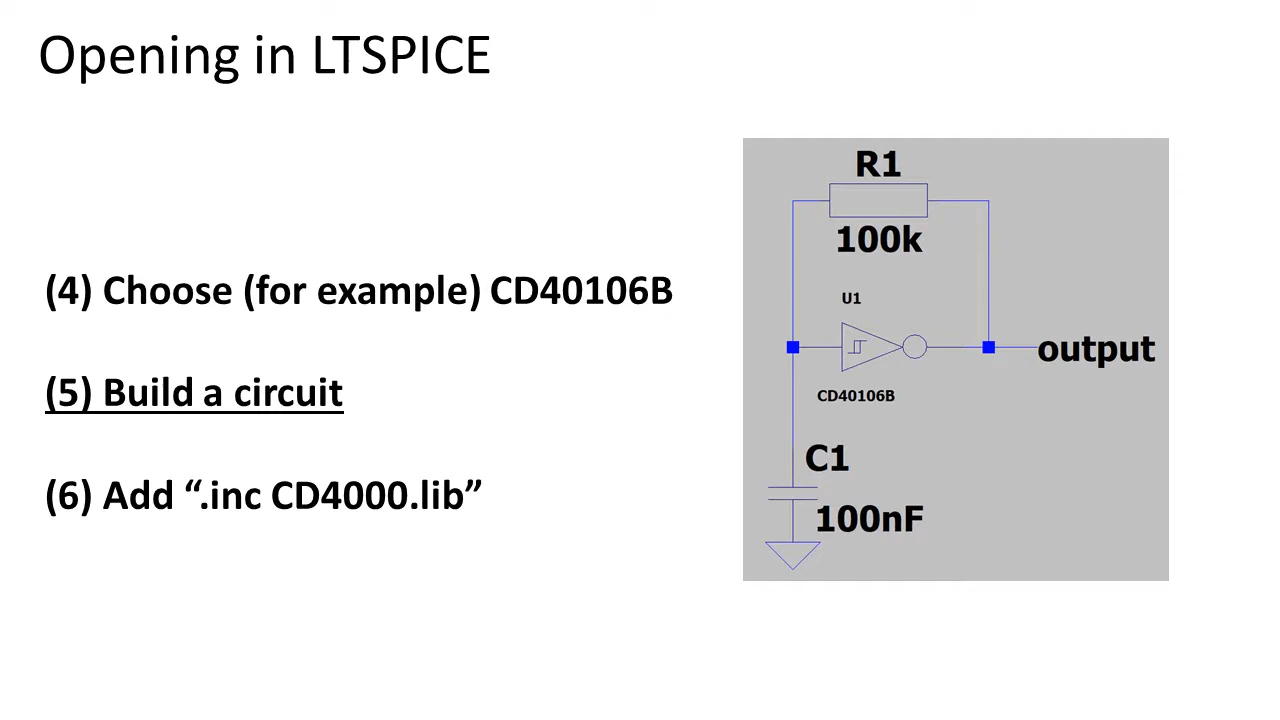 Opening in LTSPICE
(4) Choose (for example) CD40106B
(5) Build a circuit
(6) Add “.inc CD4000.lib”
R1
100k
U1
output
CD40106B
C1
100nF